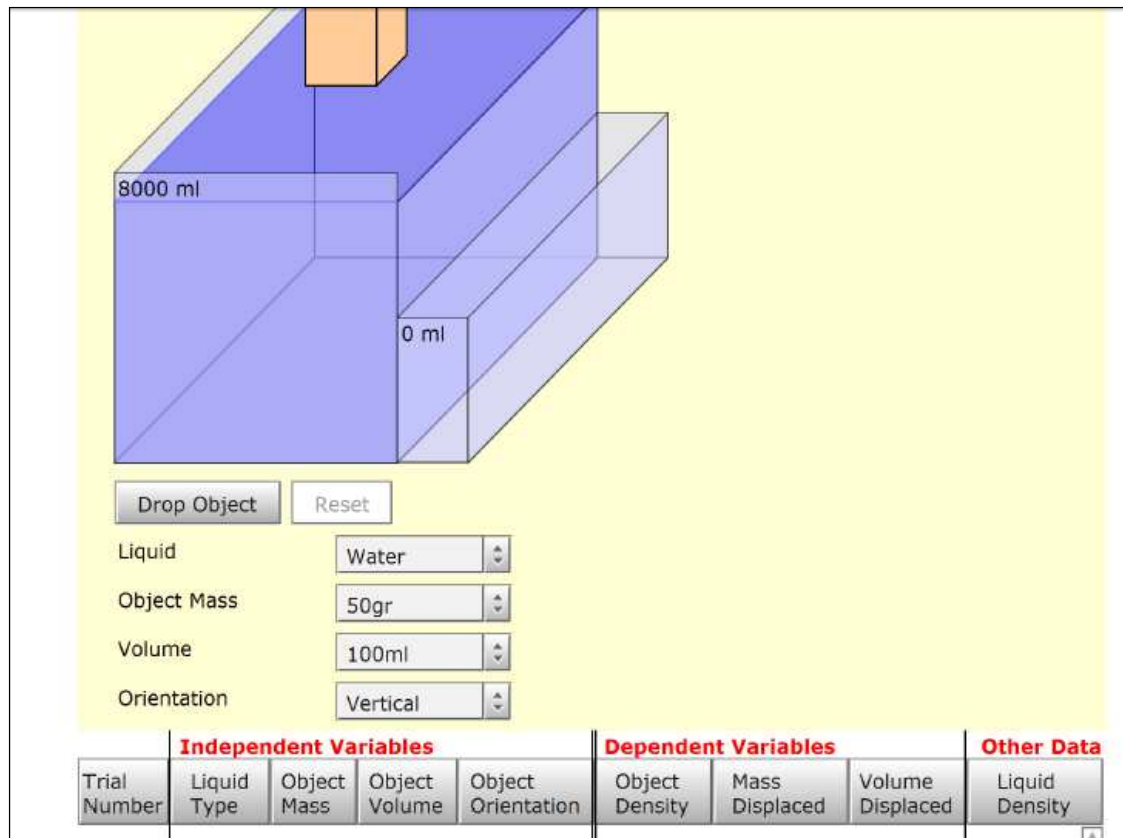 8000 ml
0 ml
Drop Object Reset
Liquid Water
Object Mass 50gr
Volume 100ml
Orientation Vertical
Independent Variables Dependent Variables Other Data
Trial Number Liquid Type Object Mass Object Volume Object Orientation Object Density Mass Displaced Volume Displaced Liquid Density